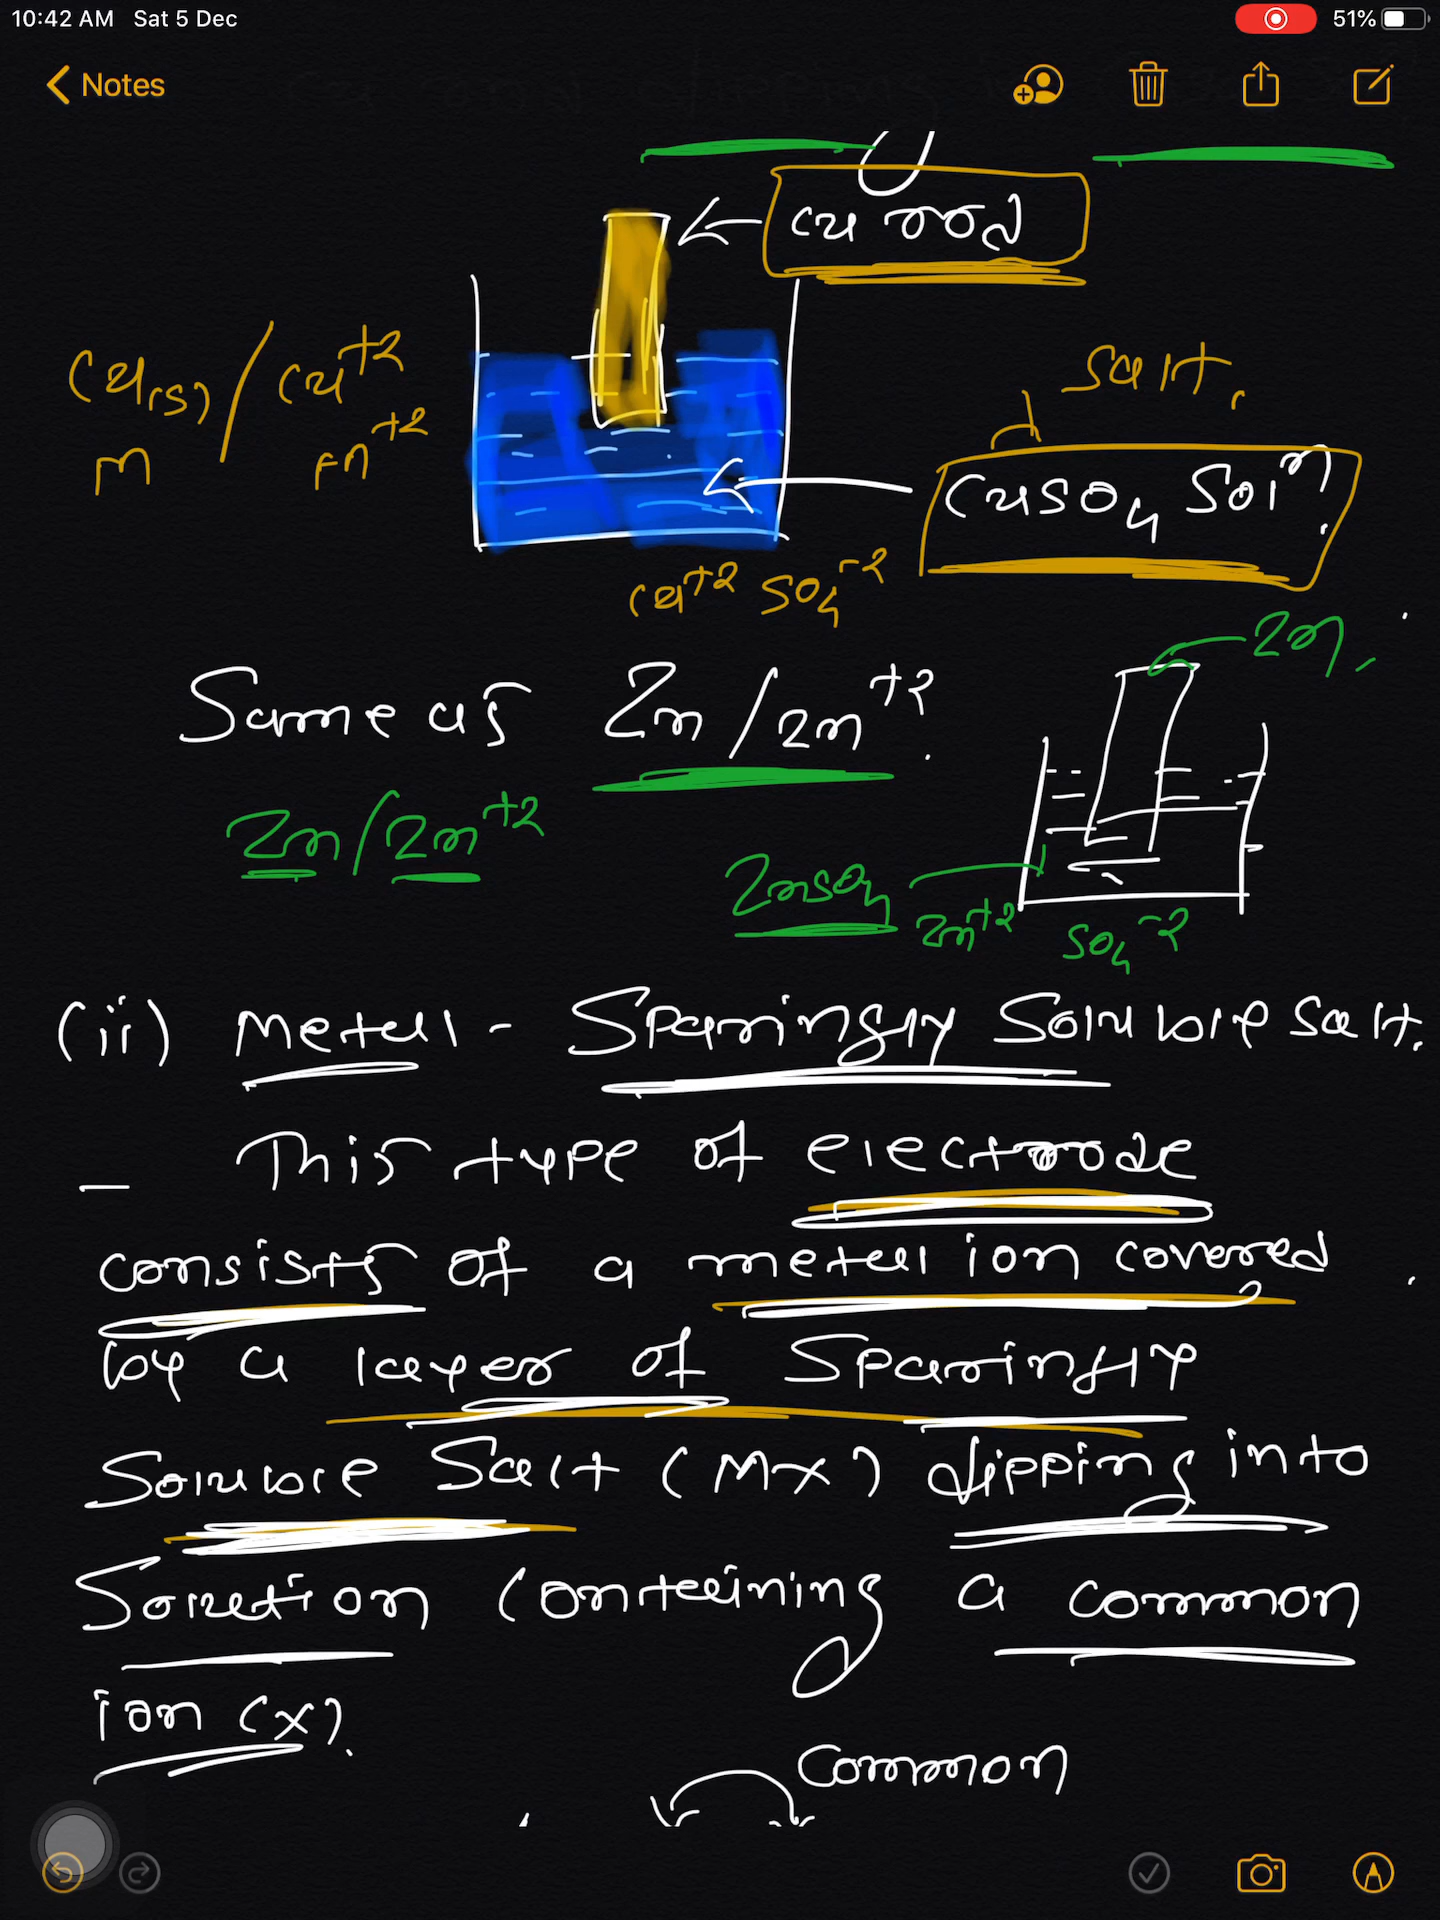 10:42 AM Sat 5 Dec
51%
Notes
Cu rod
Cu(s) / Cu+2
salt.
CuSO4 Soln.
Cu+2 SO4-2
Zn
Same as Zn / Zn+2.
Zn / Zn+2
ZnSO4
Zn+2 SO4-2
(ii) Metal - Sparingly Soluble Salt.
- This type of electrode
consists of a metal ion covered
by a layer of Sparingly
Soluble Salt (MX) dipping into
Solution containing a common
ion (X).
Common